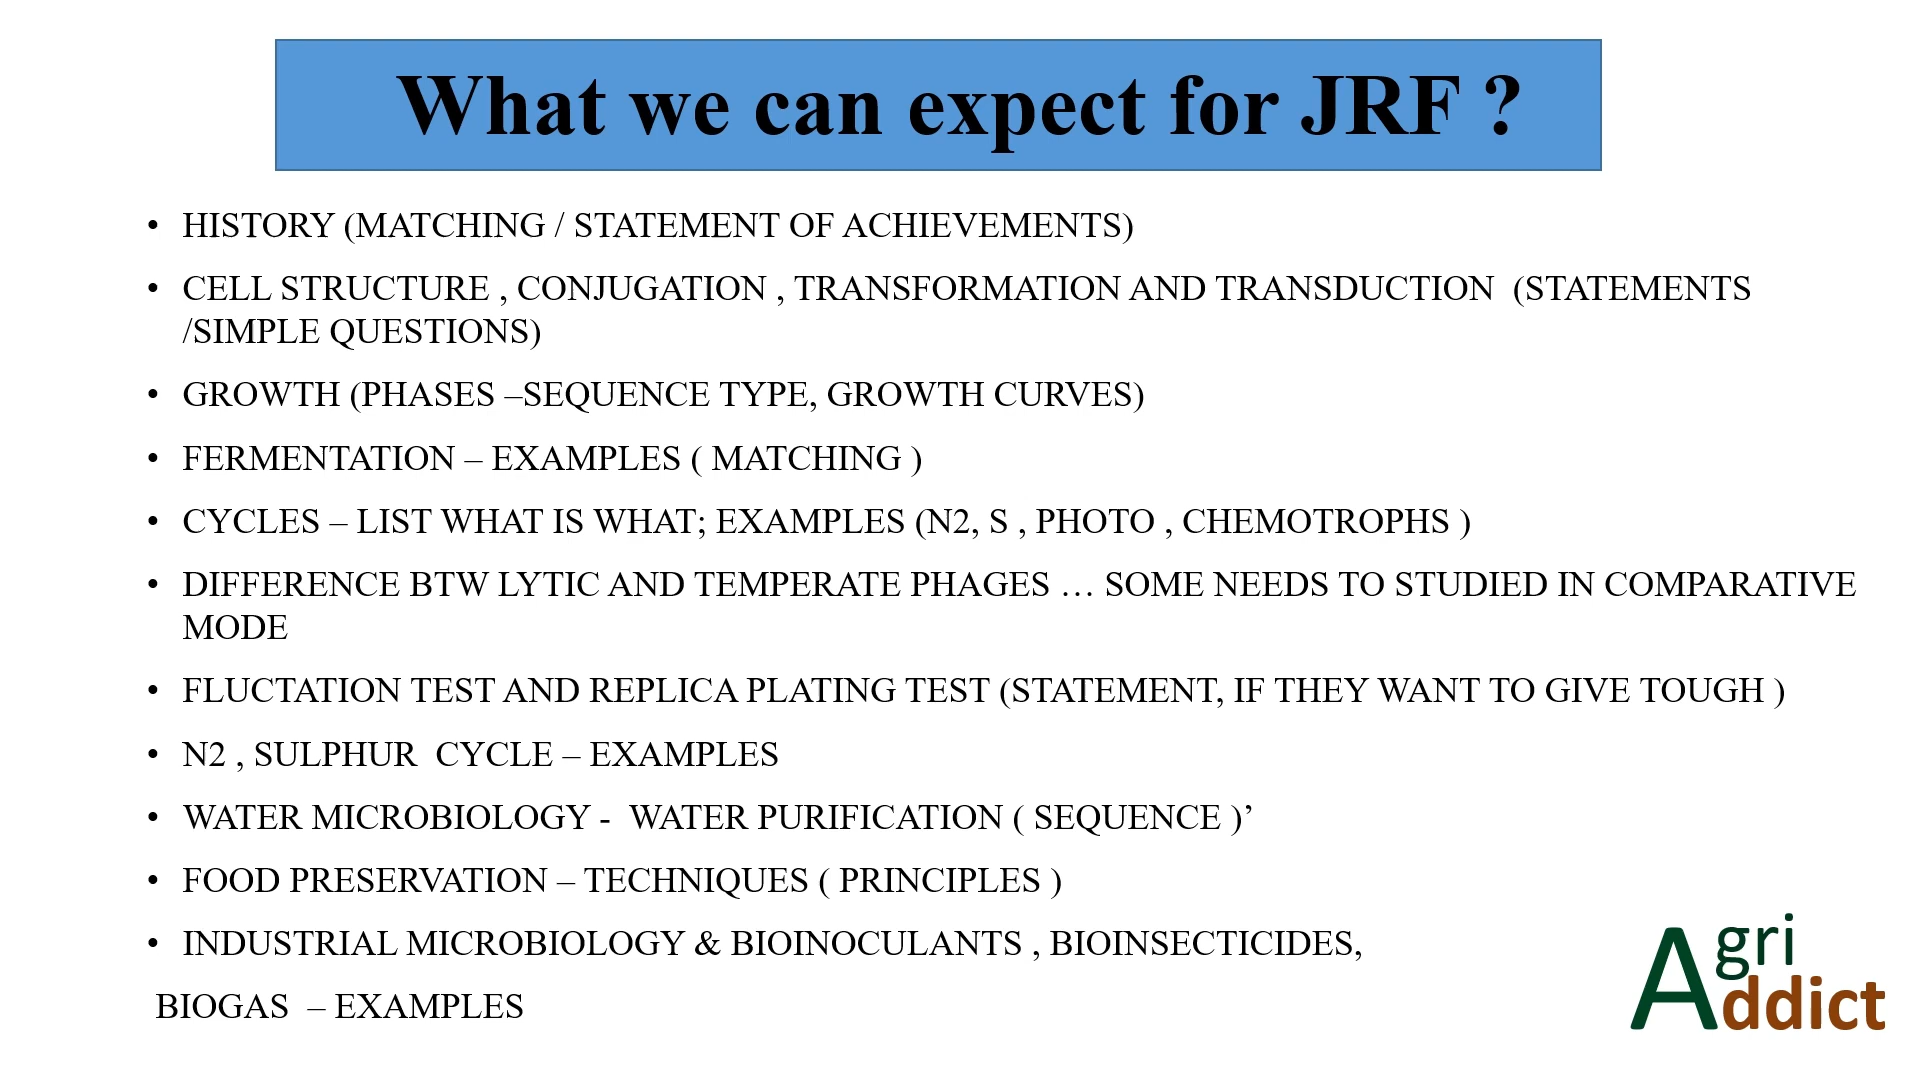 What we can expect for JRF ?
• HISTORY (MATCHING / STATEMENT OF ACHIEVEMENTS)
• CELL STRUCTURE , CONJUGATION , TRANSFORMATION AND TRANSDUCTION (STATEMENTS
/SIMPLE QUESTIONS)
• GROWTH (PHASES –SEQUENCE TYPE, GROWTH CURVES)
• FERMENTATION – EXAMPLES ( MATCHING )
• CYCLES – LIST WHAT IS WHAT; EXAMPLES (N2, S , PHOTO , CHEMOTROPHS )
• DIFFERENCE BTW LYTIC AND TEMPERATE PHAGES … SOME NEEDS TO STUDIED IN COMPARATIVE
MODE
• FLUCTATION TEST AND REPLICA PLATING TEST (STATEMENT, IF THEY WANT TO GIVE TOUGH )
• N2 , SULPHUR CYCLE – EXAMPLES
• WATER MICROBIOLOGY - WATER PURIFICATION ( SEQUENCE )’
• FOOD PRESERVATION – TECHNIQUES ( PRINCIPLES )
• INDUSTRIAL MICROBIOLOGY & BIOINOCULANTS , BIOINSECTICIDES,
BIOGAS – EXAMPLES
Agri
Addict